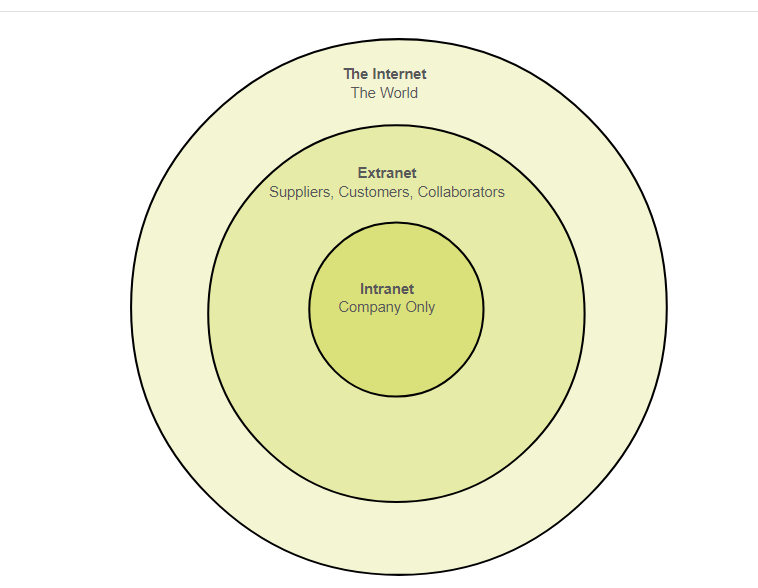 The Internet
The World
Extranet
Suppliers, Customers, Collaborators
Intranet
Company Only